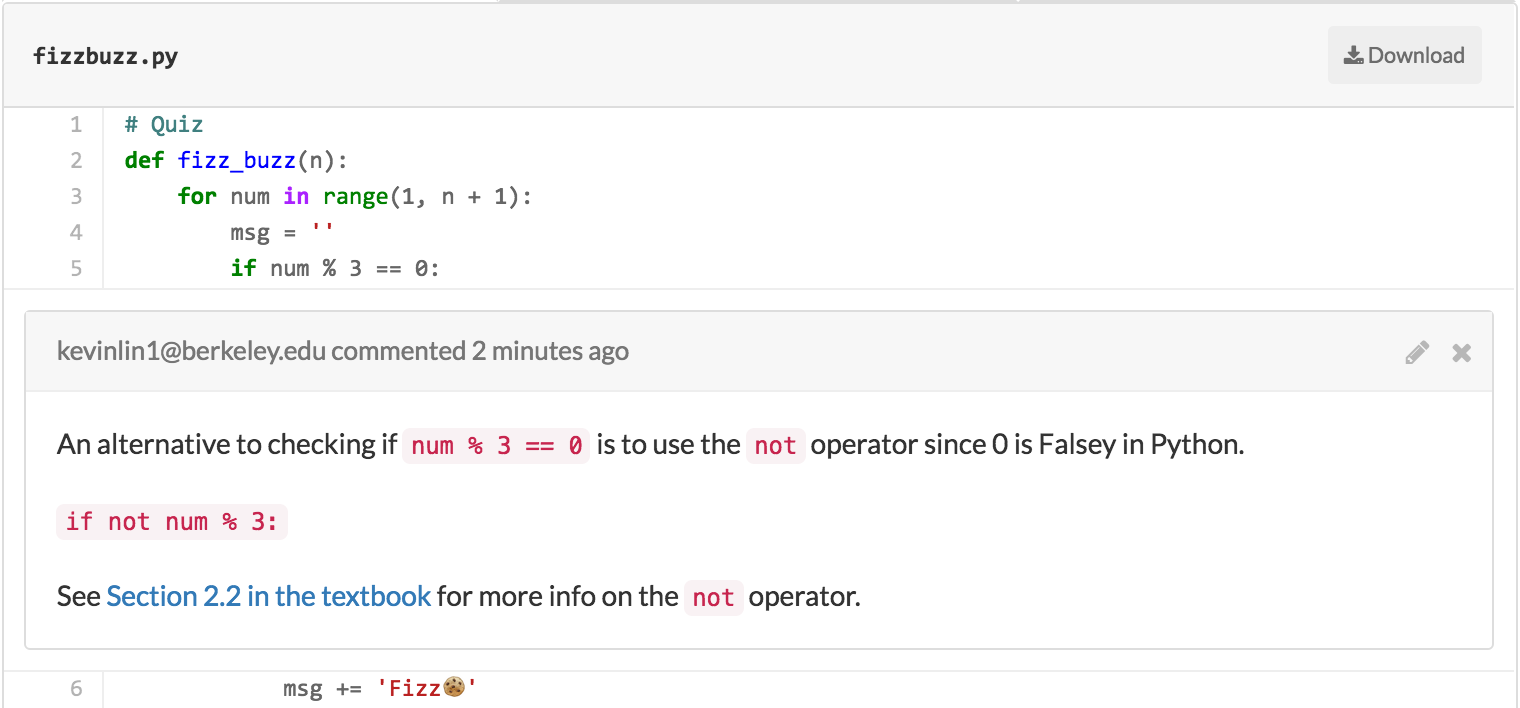 fizzbuzz.py
Download
1 # Quiz
2 def fizz_buzz(n):
3     for num in range(1, n + 1):
4         msg = ''
5         if num % 3 == 0:
kevinlin1@berkeley.edu commented 2 minutes ago
An alternative to checking if num % 3 == 0 is to use the not operator since 0 is Falsey in Python.
if not num % 3:
See Section 2.2 in the textbook for more info on the not operator.
6             msg += 'Fizz🍪'